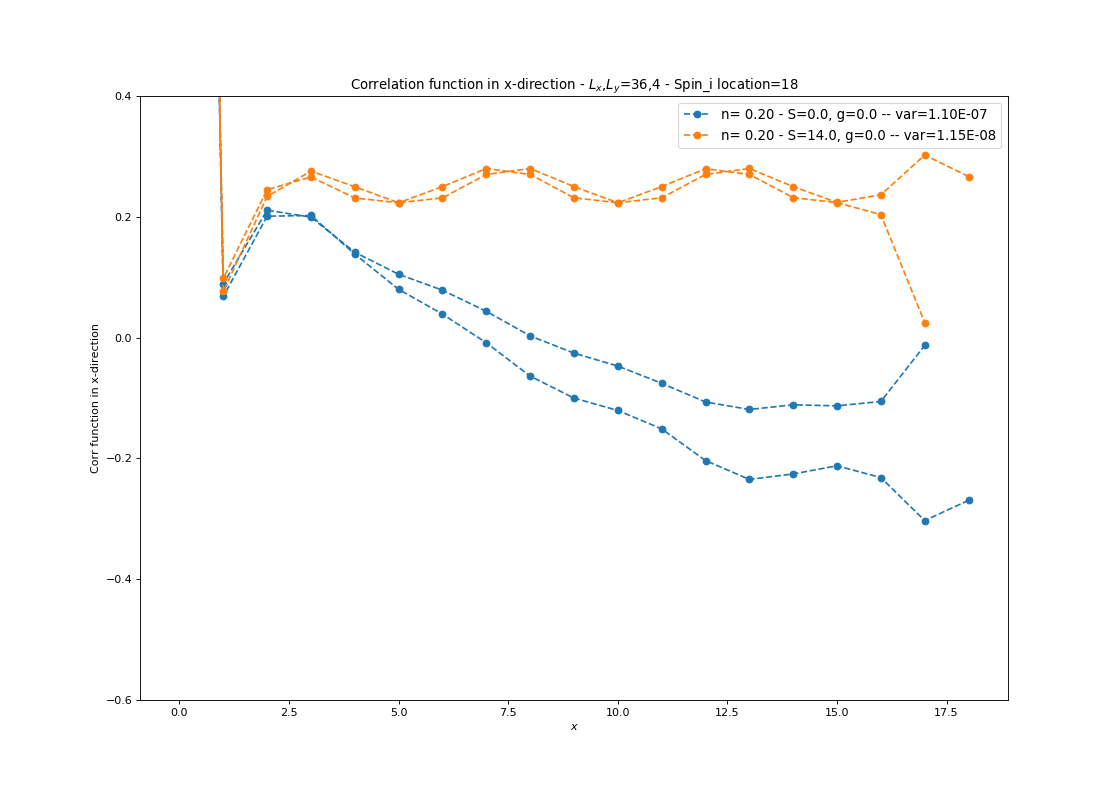 Correlation function in x-direction - Lx,Ly=36,4 - Spin_i location=18
n= 0.20 - S=0.0, g=0.0 -- var=1.10E-07
n= 0.20 - S=14.0, g=0.0 -- var=1.15E-08
Corr function in x-direction
0.4
0.2
0.0
−0.2
−0.4
−0.6
0.0 2.5 5.0 7.5 10.0 12.5 15.0 17.5
x